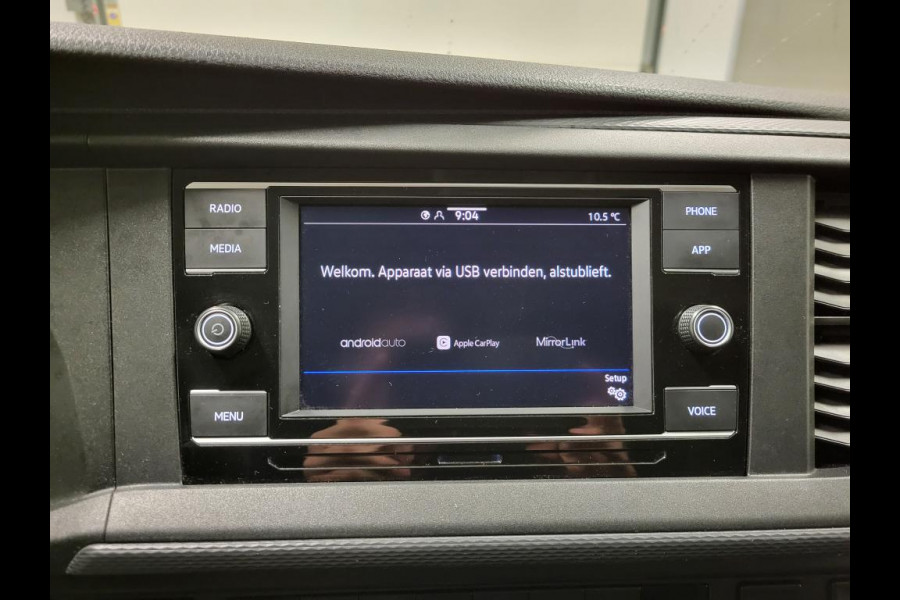 RADIO
MEDIA
MENU
9:04
10.5 °C
Welkom. Apparaat via USB verbinden, alstublieft.
androidauto
Apple CarPlay
MirrorLink
Setup
PHONE
APP
VOICE